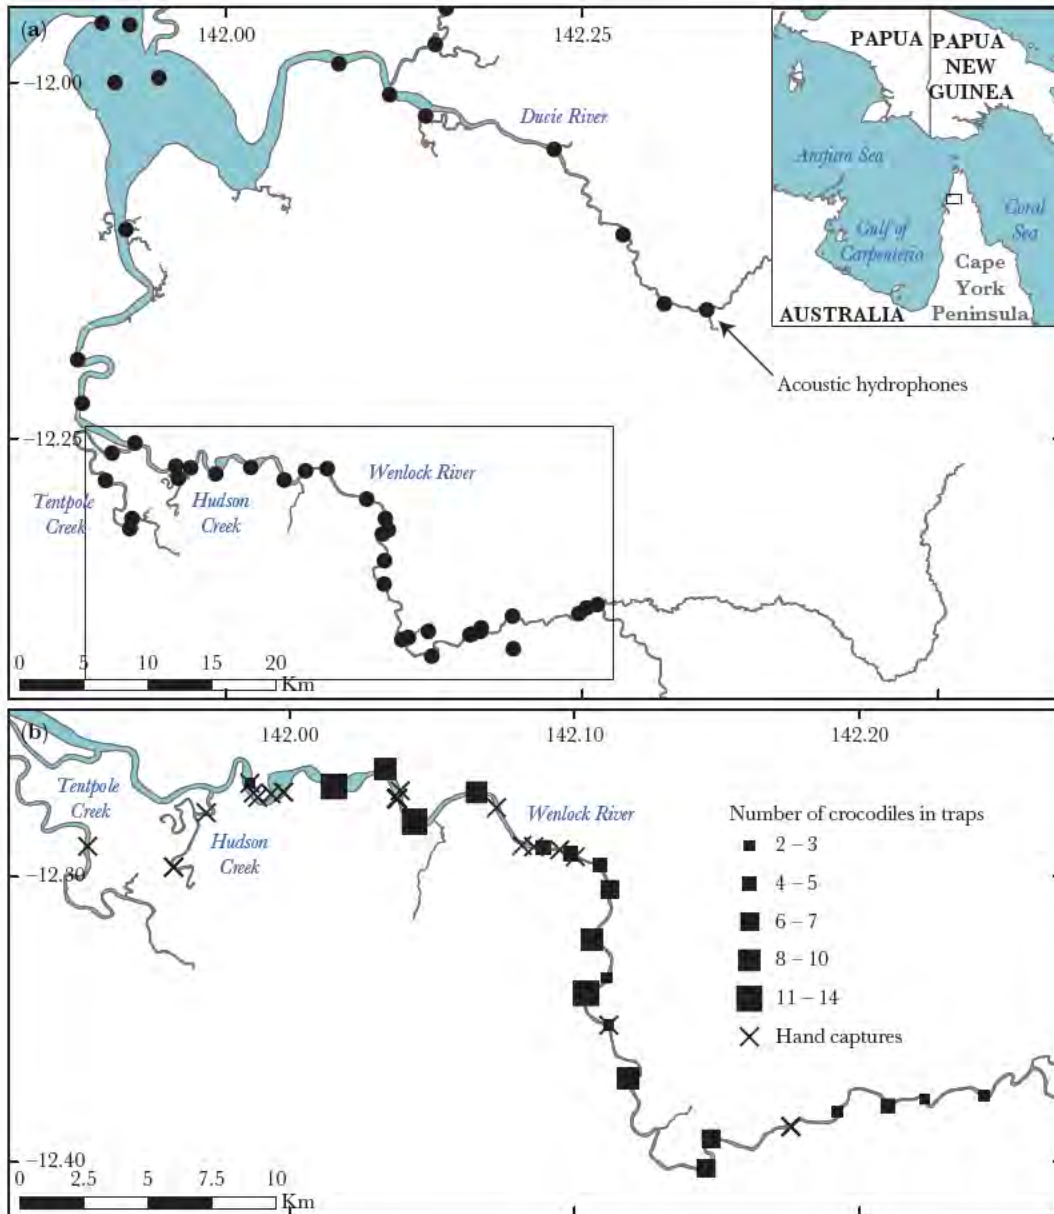 (a)
142.00
142.25
−12.00
Ducie River
PAPUA
PAPUA
NEW
GUINEA
Arafura Sea
Gulf of
Carpenteria
Coral
Sea
Cape
York
Peninsula
AUSTRALIA
Acoustic hydrophones
−12.25
Wenlock River
Tentpole
Creek
Hudson
Creek
0
5
10
15
20
Km
(b)
142.00
142.10
142.20
Tentpole
Creek
Hudson
Creek
Wenlock River
−12.30
Number of crocodiles in traps
2 – 3
4 – 5
6 – 7
8 – 10
11 – 14
Hand captures
−12.40
0
2.5
5
7.5
10
Km